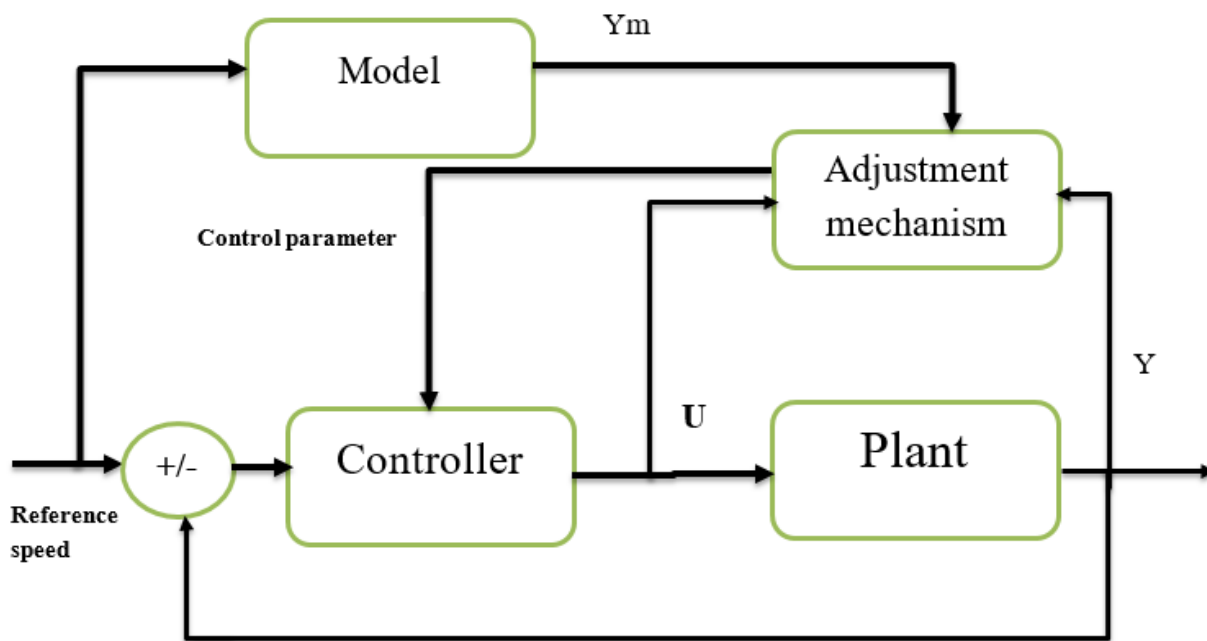 Ym
Model
Adjustment
mechanism
Control parameter
Y
U
Controller
Plant
+/-
Reference
speed